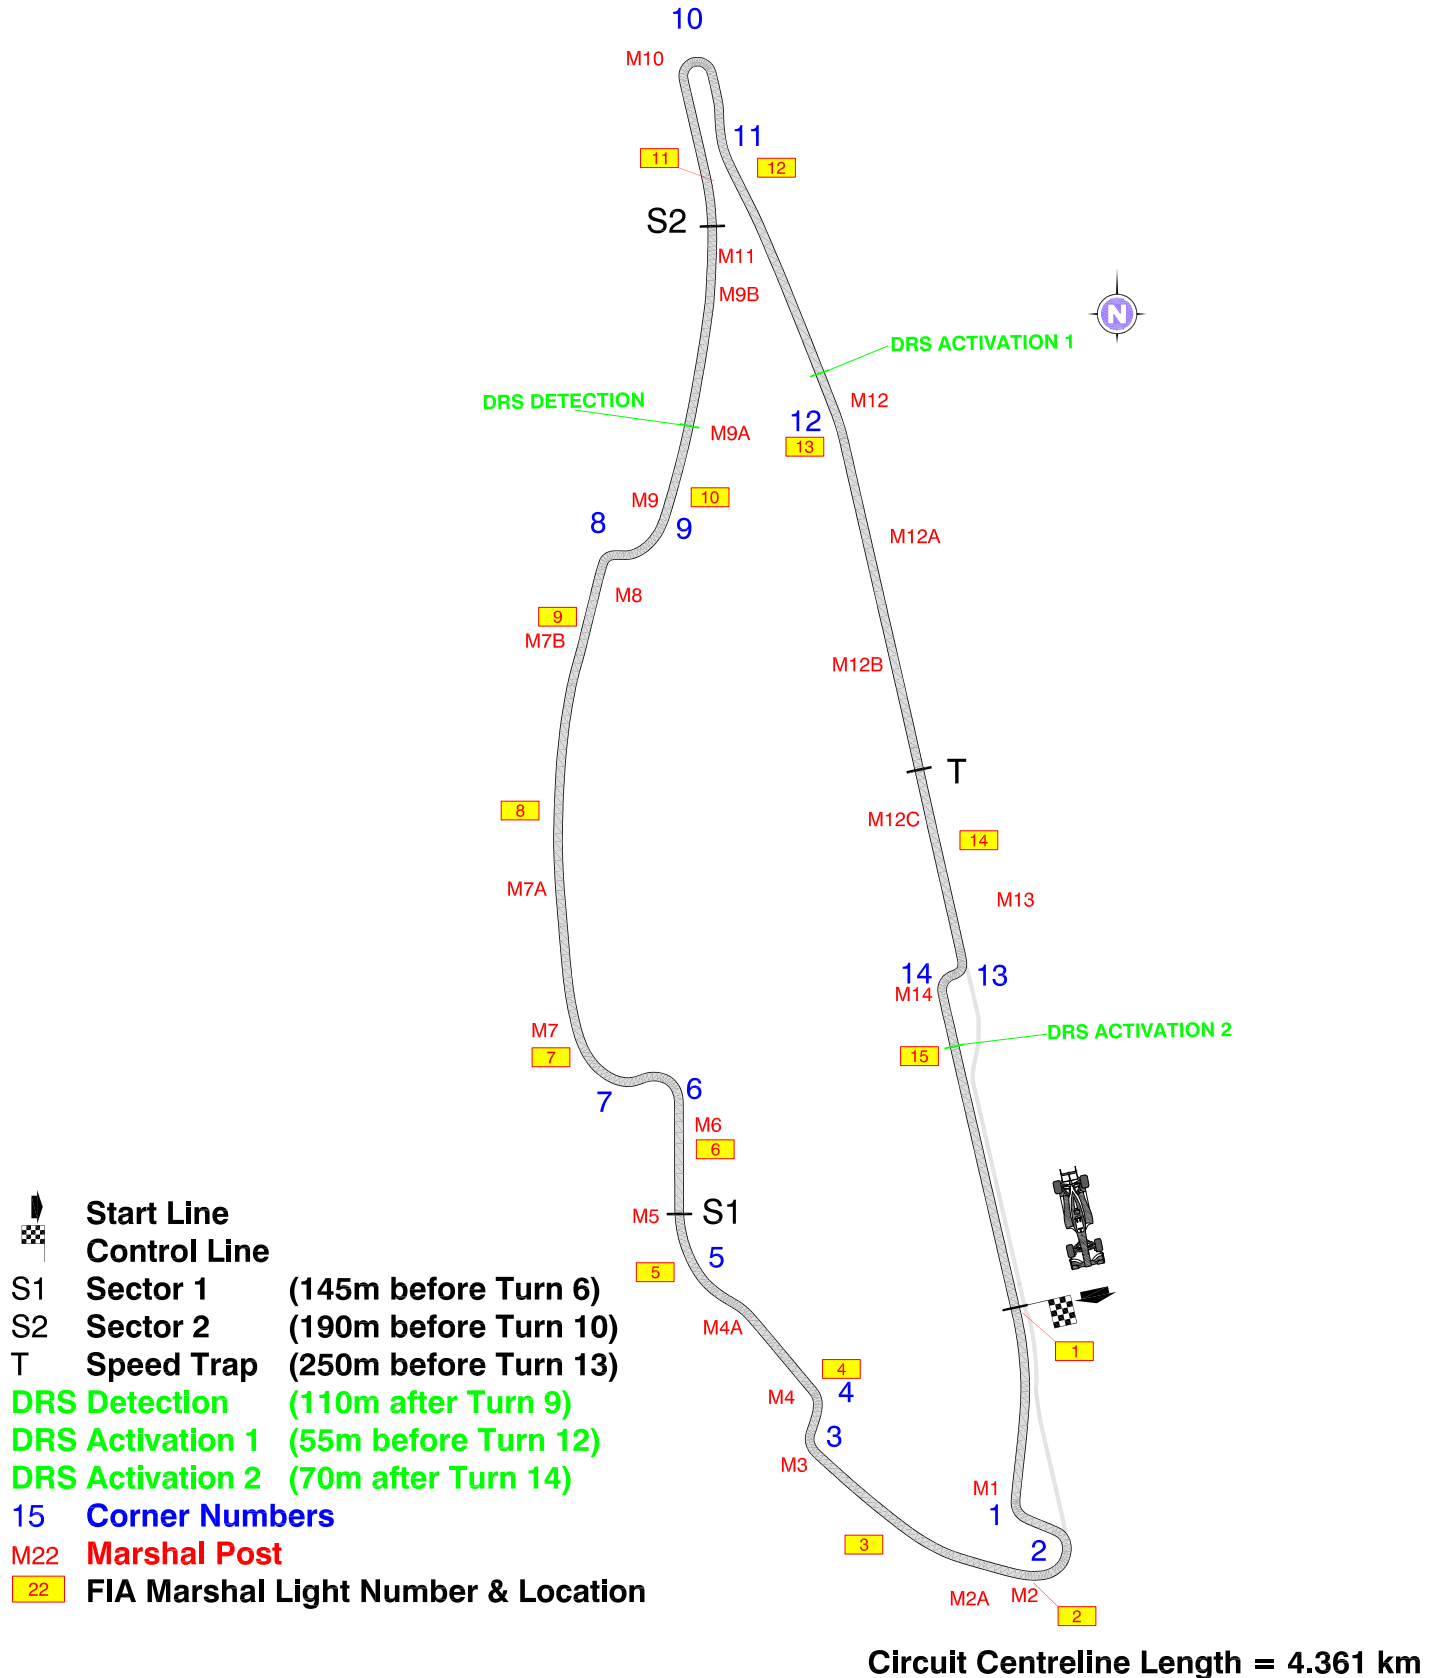 10
M10
11
11
12
S2
M11
M9B
N
DRS ACTIVATION 1
DRS DETECTION
M12
12
M9A
13
M9
10
8
9
M12A
M8
9
M7B
M12B
T
8
M12C
14
M7A
M13
14
13
M14
M7
DRS ACTIVATION 2
7
15
6
7
M6
6
Start Line
M5
S1
Control Line
5
5
S1 Sector 1 (145m before Turn 6)
S2 Sector 2 (190m before Turn 10)
M4A
1
T Speed Trap (250m before Turn 13)
4
4
M4
DRS Detection (110m after Turn 9)
DRS Activation 1 (55m before Turn 12)
3
M3
DRS Activation 2 (70m after Turn 14)
M1
15 Corner Numbers
1
M22 Marshal Post
3
2
22 FIA Marshal Light Number & Location
M2A
M2
2
Circuit Centreline Length = 4.361 km